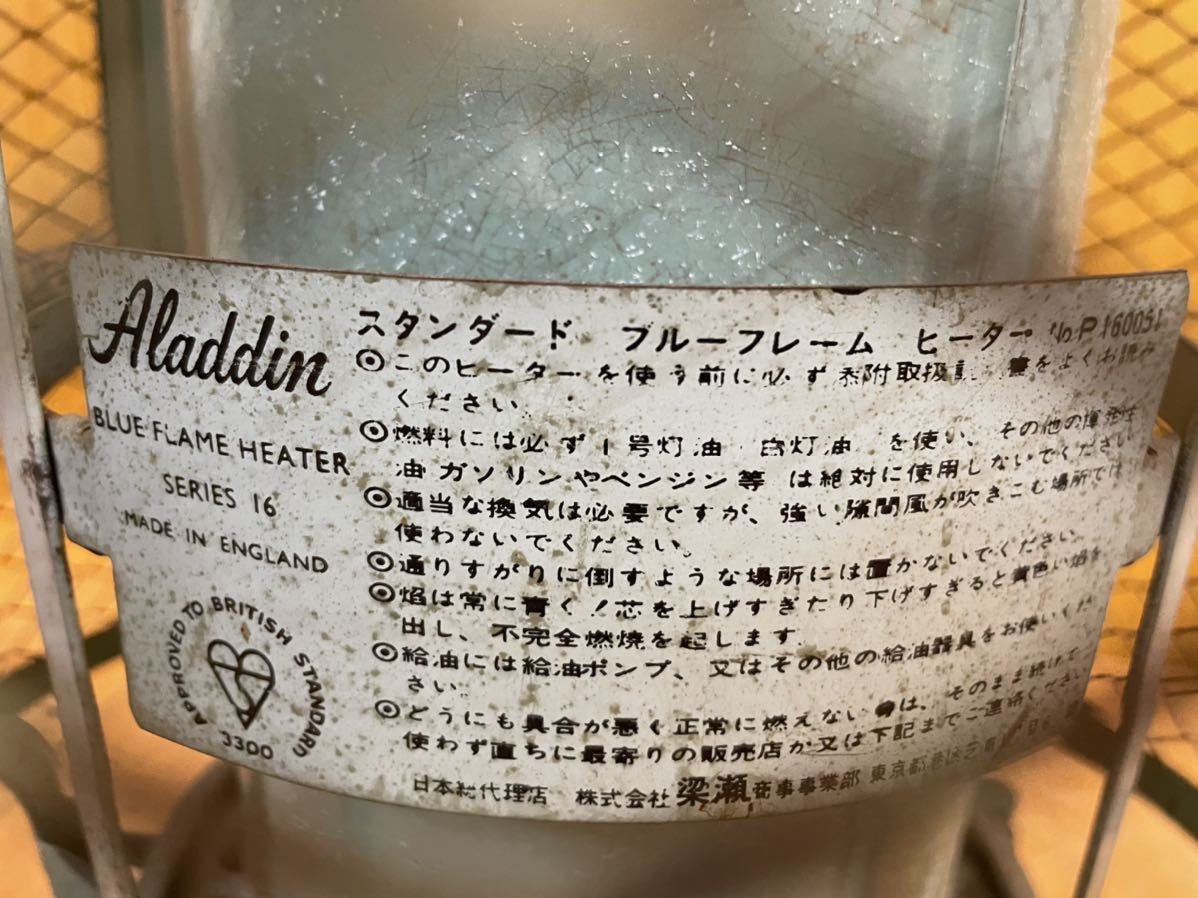 Aladdin
BLUE FLAME HEATER
SERIES 16
MADE IN ENGLAND
APPROVED TO BRITISH STANDARD
3300
スタンダード ブルーフレーム ヒーター No.P160051
◉このヒーターを使う前に必ず 附取扱 書をよくお読み
ください。
◉燃料には必ず1号灯油 白灯油 を使い、その他の揮発性
油 ガソリンやベンジン等 は絶対に使用しないでください
◉適当な換気は必要ですが、強い隙間風が吹きこむ場所では
使わないでください。
◉通りすがりに倒すような場所には置かないでください。
◉焰は常に青く!芯を上げすぎたり下げすぎると黄色い焰を
出し、不完全燃焼を起します
◉給油には給油ポンプ、又はその他の給油器具をお使いくだ
さい。
◉どうにも具合が悪く正常に燃えない時は、そのまま続けて
使わず直ちに最寄りの販売店か又は下記までご連絡ください
日本総代理店 株式会社 梁瀬 商事事業部 東京都港区芝